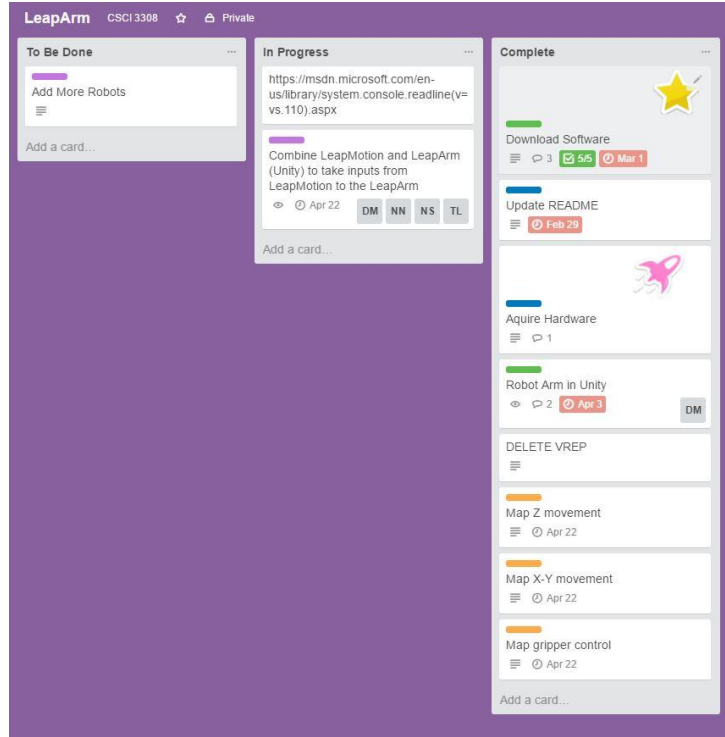 LeapArm CSCI 3308 Private
To Be Done ...
Add More Robots
Add a card...
In Progress ...
https://msdn.microsoft.com/en-
us/library/system.console.readline(v=
vs.110).aspx
Combine LeapMotion and LeapArm
(Unity) to take inputs from
LeapMotion to the LeapArm
Apr 22 DM NN NS TL
Add a card...
Complete ...
Download Software
3 5/5 Mar 1
Update README
Feb 29
Aquire Hardware
1
Robot Arm in Unity
2 Apr 3 DM
DELETE VREP
Map Z movement
Apr 22
Map X-Y movement
Apr 22
Map gripper control
Apr 22
Add a card...